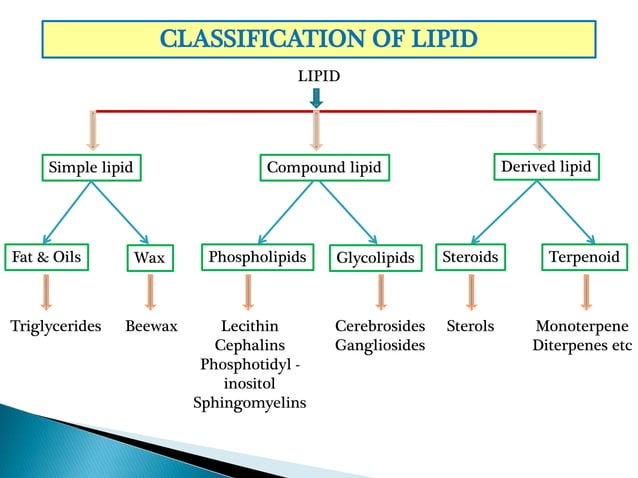 CLASSIFICATION OF LIPID
LIPID
Simple lipid
Compound lipid
Derived lipid
Fat & Oils
Wax
Phospholipids
Glycolipids
Steroids
Terpenoid
Triglycerides
Beewax
Lecithin
Cephalins
Phosphotidyl -
inositol
Sphingomyelins
Cerebrosides
Gangliosides
Sterols
Monoterpene
Diterpenes etc